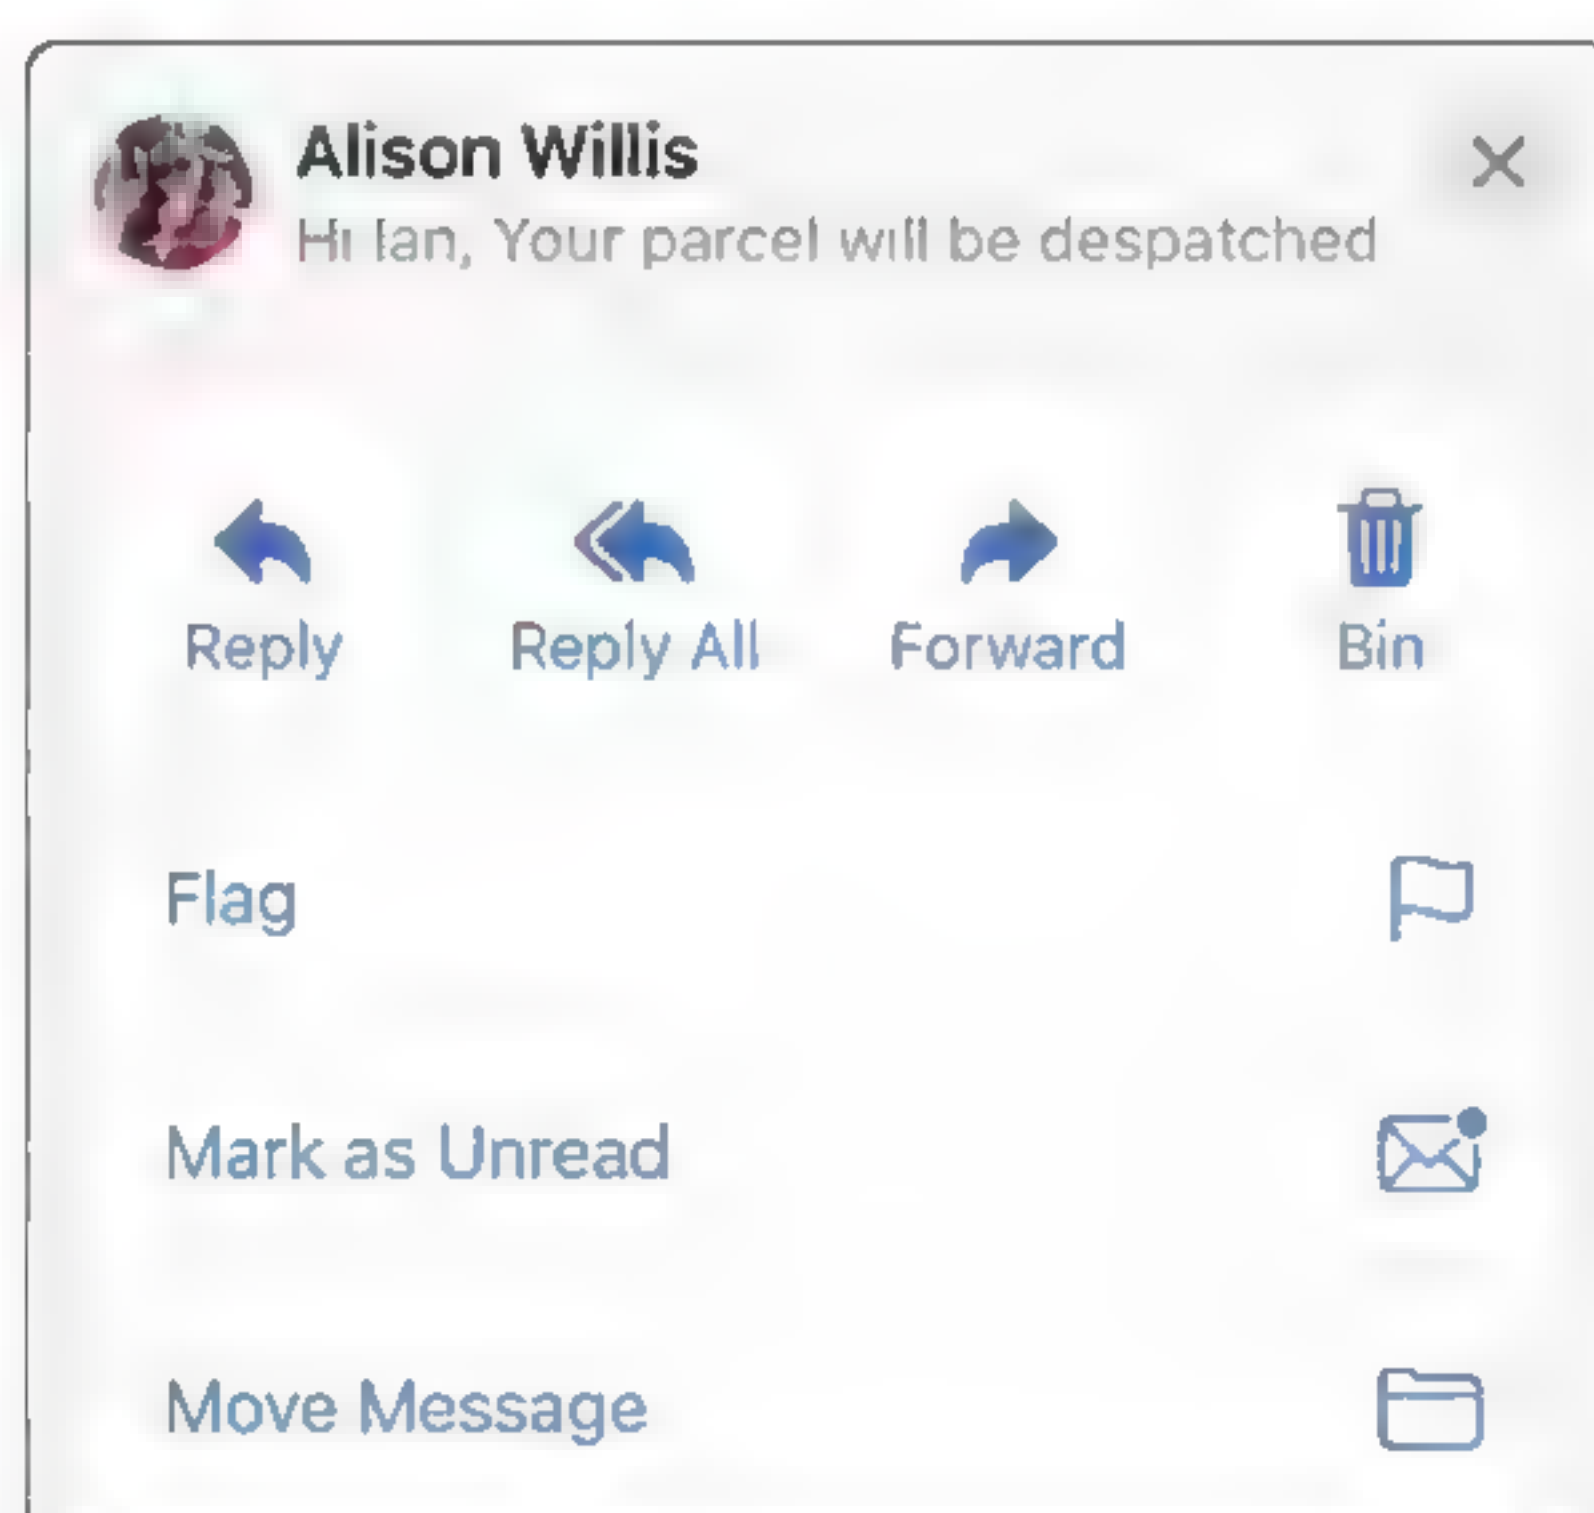 Alison Willis
Hi Ian, Your parcel will be despatched
Reply
Reply All
Forward
Bin
Flag
Mark as Unread
Move Message